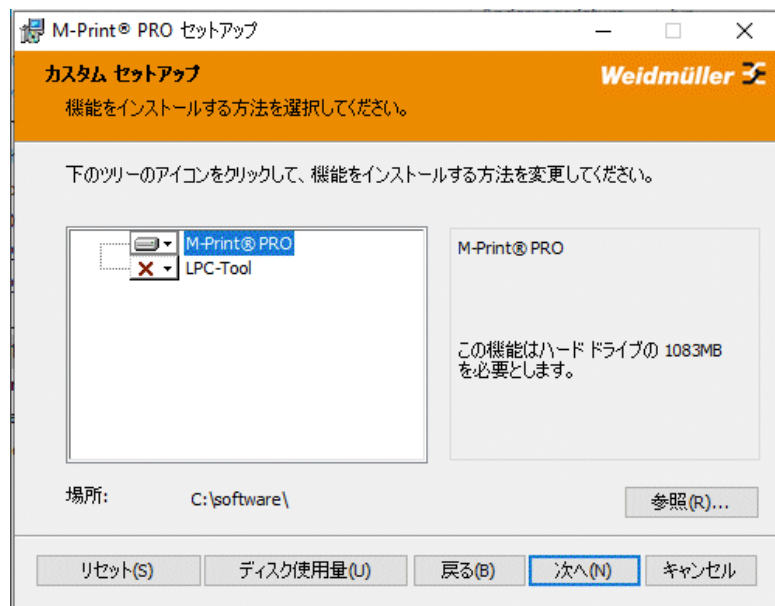 M-Print® PRO セットアップ
カスタム セットアップ
Weidmüller
機能をインストールする方法を選択してください。
下のツリーのアイコンをクリックして、機能をインストールする方法を変更してください。
M-Print® PRO
LPC-Tool
M-Print® PRO
この機能はハード ドライブの 1083MB
を必要とします。
場所:
C:\software\
参照(R)...
リセット(S)
ディスク使用量(U)
戻る(B)
次へ(N)
キャンセル